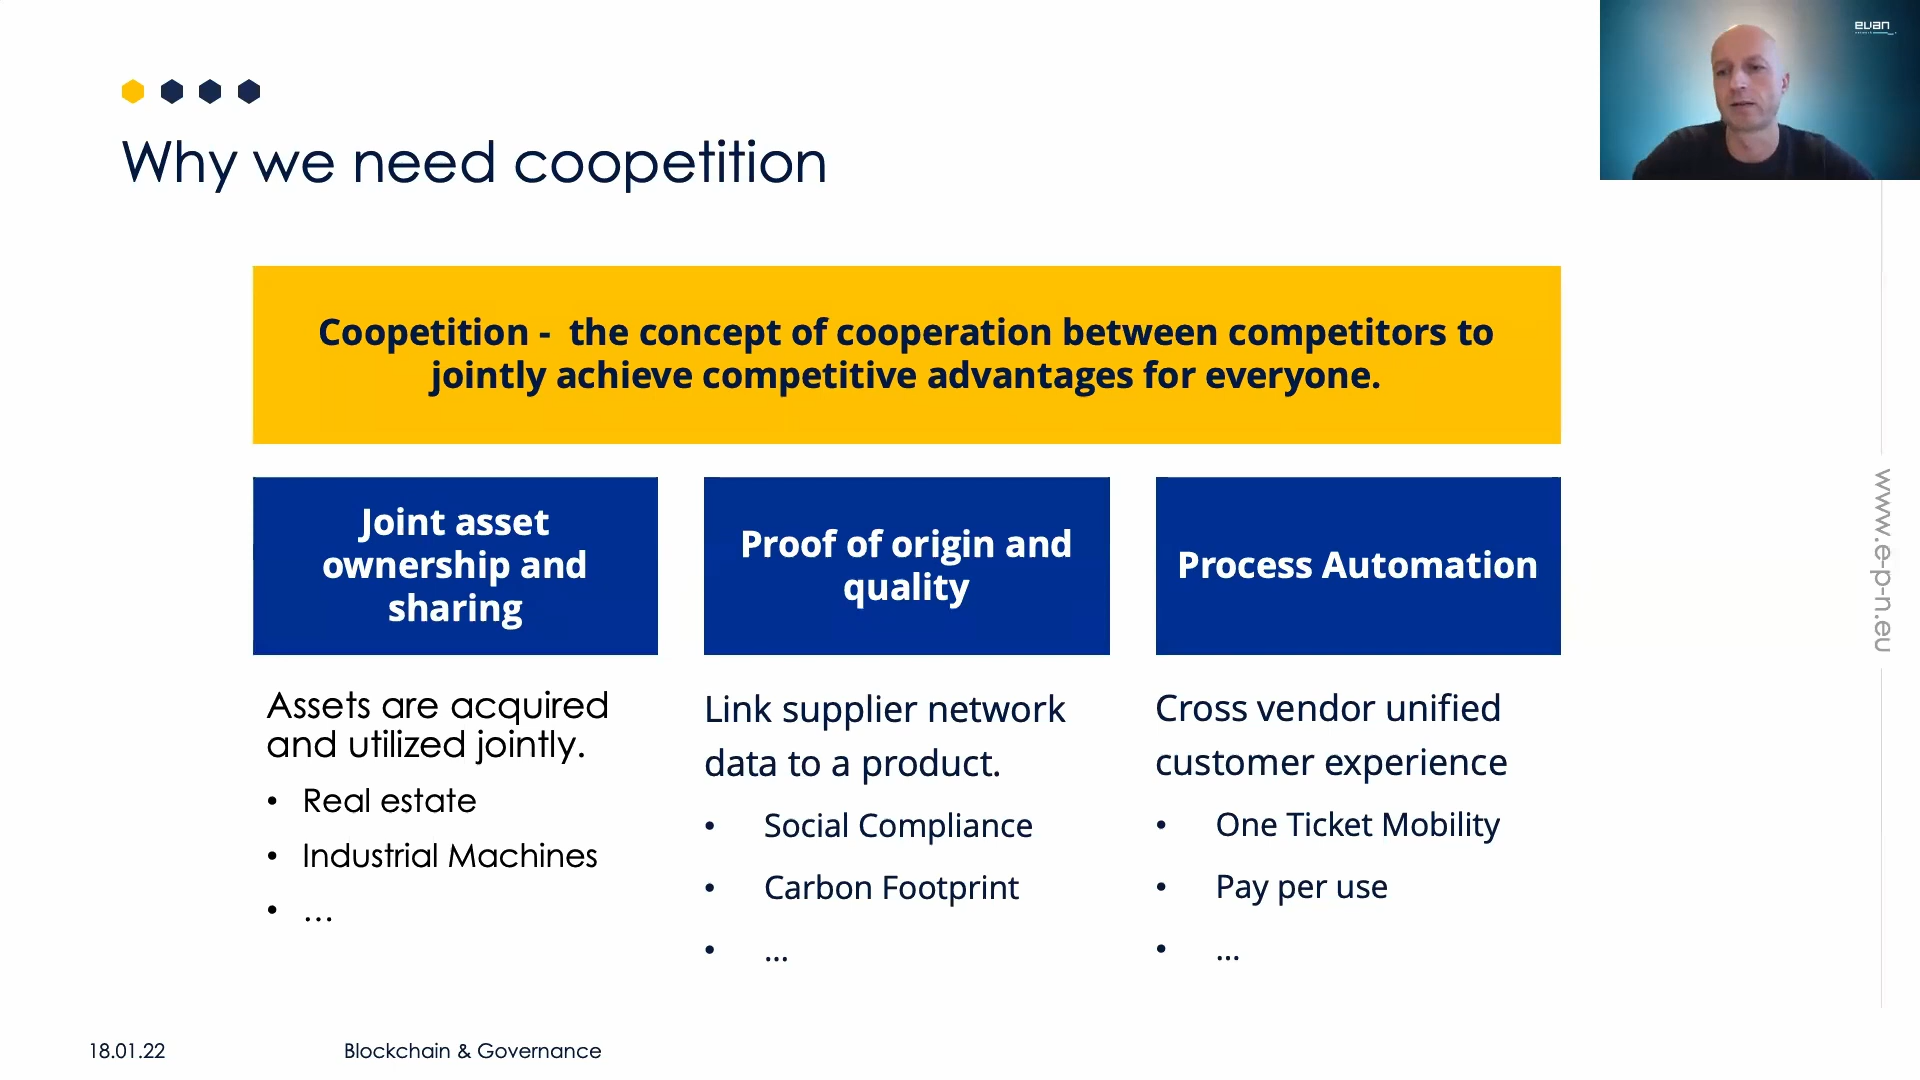 evan
Why we need coopetition
Coopetition -  the concept of cooperation between competitors to
jointly achieve competitive advantages for everyone.
Joint asset
ownership and
sharing
Proof of origin and
quality
Process Automation
Assets are acquired
and utilized jointly.
• Real estate
• Industrial Machines
• ...
Link supplier network
data to a product.
• Social Compliance
• Carbon Footprint
• ...
Cross vendor unified
customer experience
• One Ticket Mobility
• Pay per use
• ...
www.e-p-n.eu
18.01.22
Blockchain & Governance